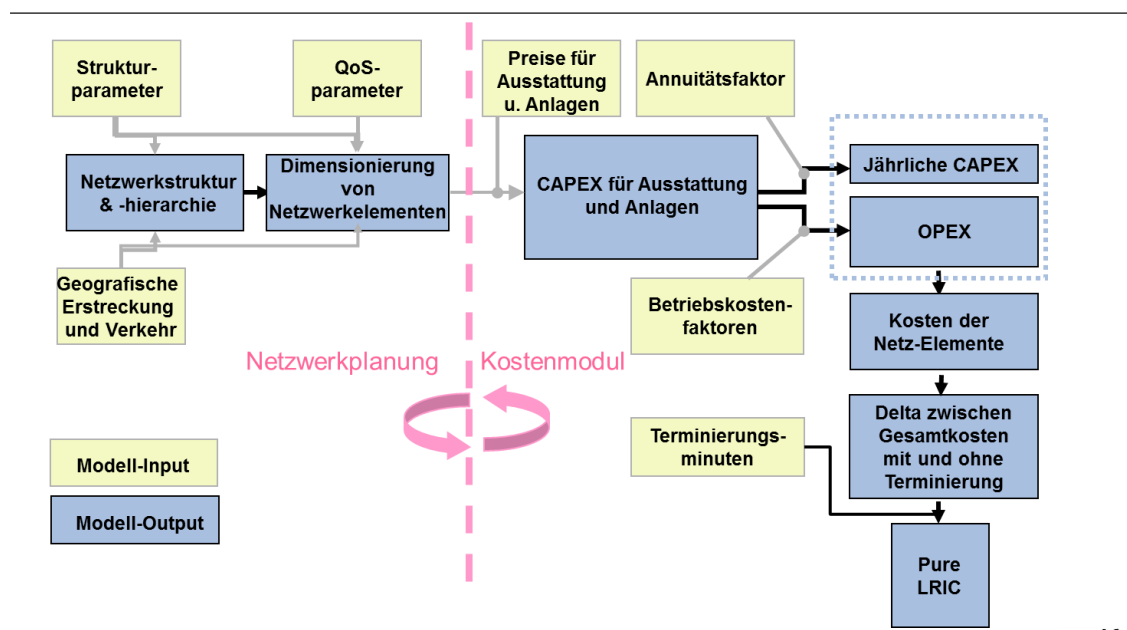 Struktur-
parameter
QoS-
parameter
Preise für
Ausstattung
u. Anlagen
Annuitätsfaktor
Netzwerkstruktur
& -hierarchie
Dimensionierung
von
Netzwerkelementen
CAPEX für Ausstattung
und Anlagen
Jährliche CAPEX
OPEX
Geografische
Erstreckung
und Verkehr
Betriebskosten-
faktoren
Kosten der
Netz-Elemente
Netzwerkplanung
Kostenmodul
Delta zwischen
Gesamtkosten
mit und ohne
Terminierung
Terminierungs-
minuten
Modell-Input
Modell-Output
Pure
LRIC